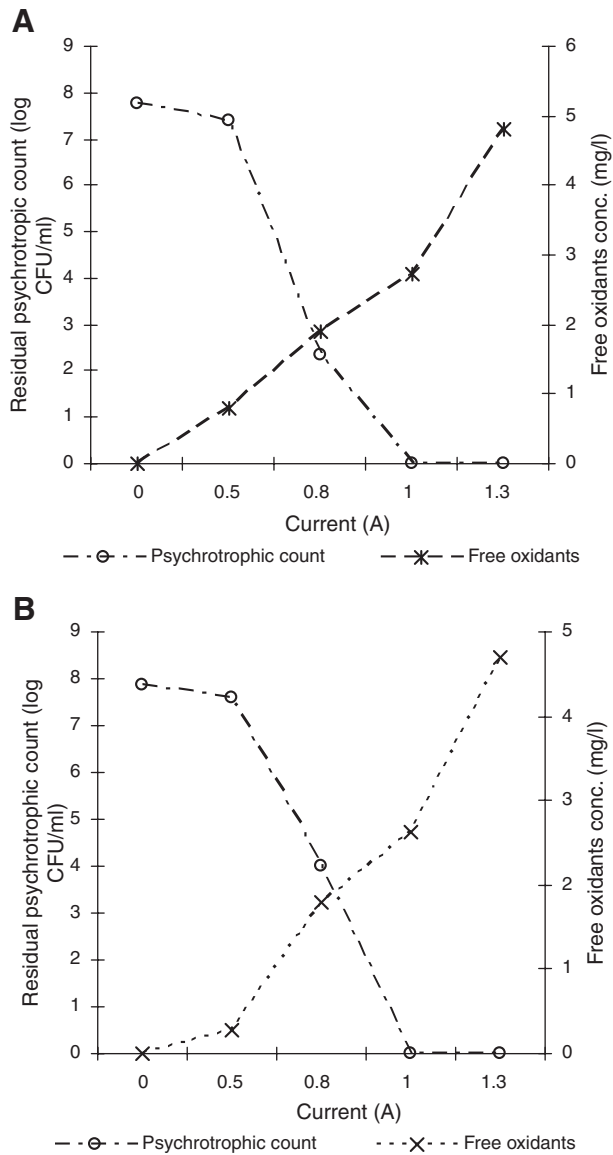 A
9
8
7
6
5
4
3
2
1
0
6
5
4
3
2
1
0
Residual psychrotropic count (log
CFU/ml)
Free oxidants conc. (mg/l)
0 0.5 0.8 1 1.3
Current (A)
Psychrotrophic count Free oxidants
B
9
8
7
6
5
4
3
2
1
0
5
4
3
2
1
0
Residual psychrotrophic count (log
CFU/ml)
Free oxidants conc. (mg/l)
0 0.5 0.8 1 1.3
Current (A)
Psychrotrophic count Free oxidants